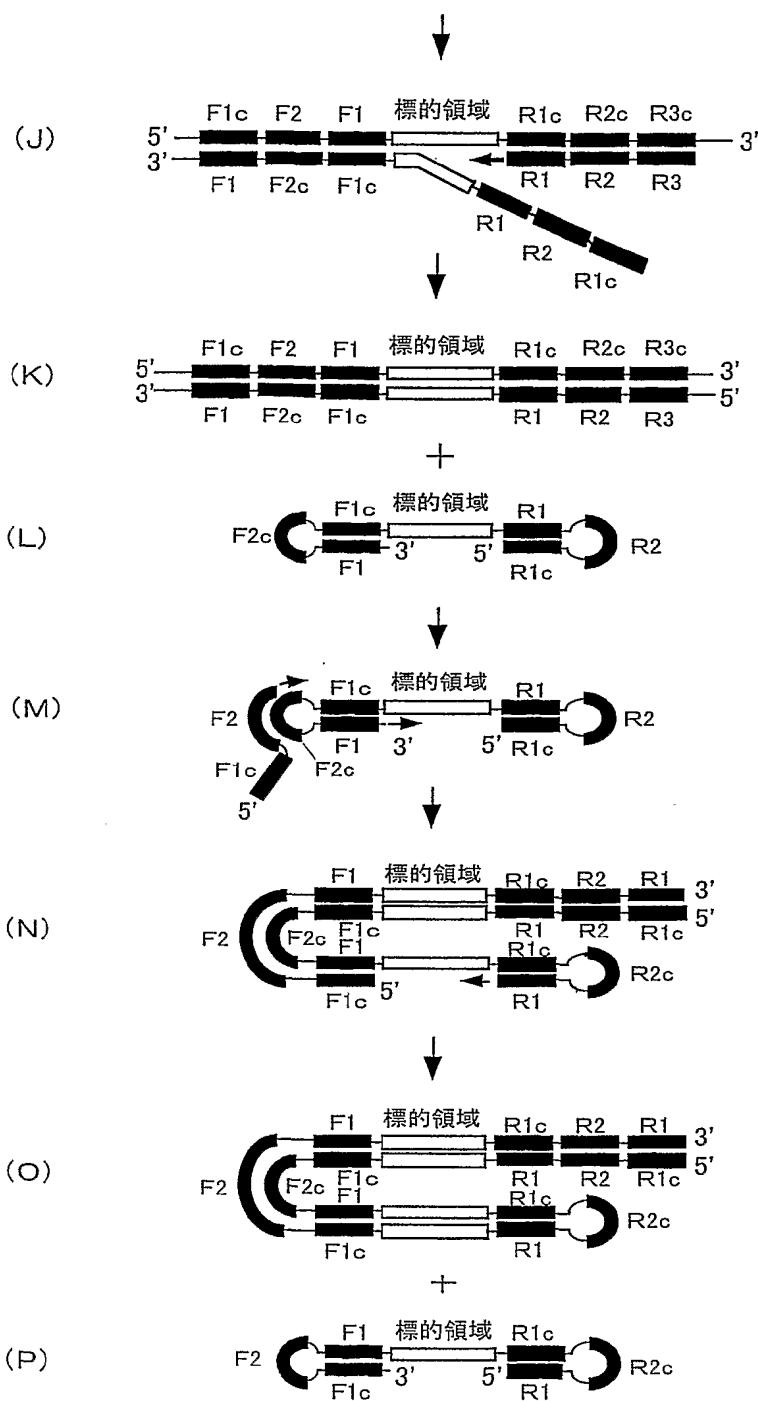 (J)
F1c F2 F1 標的領域 R1c R2c R3c
5' 3'
3'
F1 F2c F1c R1 R2 R3
R1
R2
R1c
(K)
F1c F2 F1 標的領域 R1c R2c R3c
5' 3'
3' 5'
F1 F2c F1c R1 R2 R3
+
(L)
F1c 標的領域 R1
F2c 3' 5' R2
F1 R1c
(M)
F1c 標的領域 R1
F2 R2
F1 3' 5' R1c
F1c F2c
5'
(N)
F1 標的領域 R1c R2 R1
3'
5'
F2 F2c F1c R1 R2 R1c
F1 R1c
R2c
F1c 5' R1
(O)
F1 標的領域 R1c R2 R1
3'
5'
F2 F2c F1c R1 R2 R1c
F1 R1c
R2c
F1c R1
+
(P)
F1 標的領域 R1c
F2 R2c
F1c 3' 5' R1